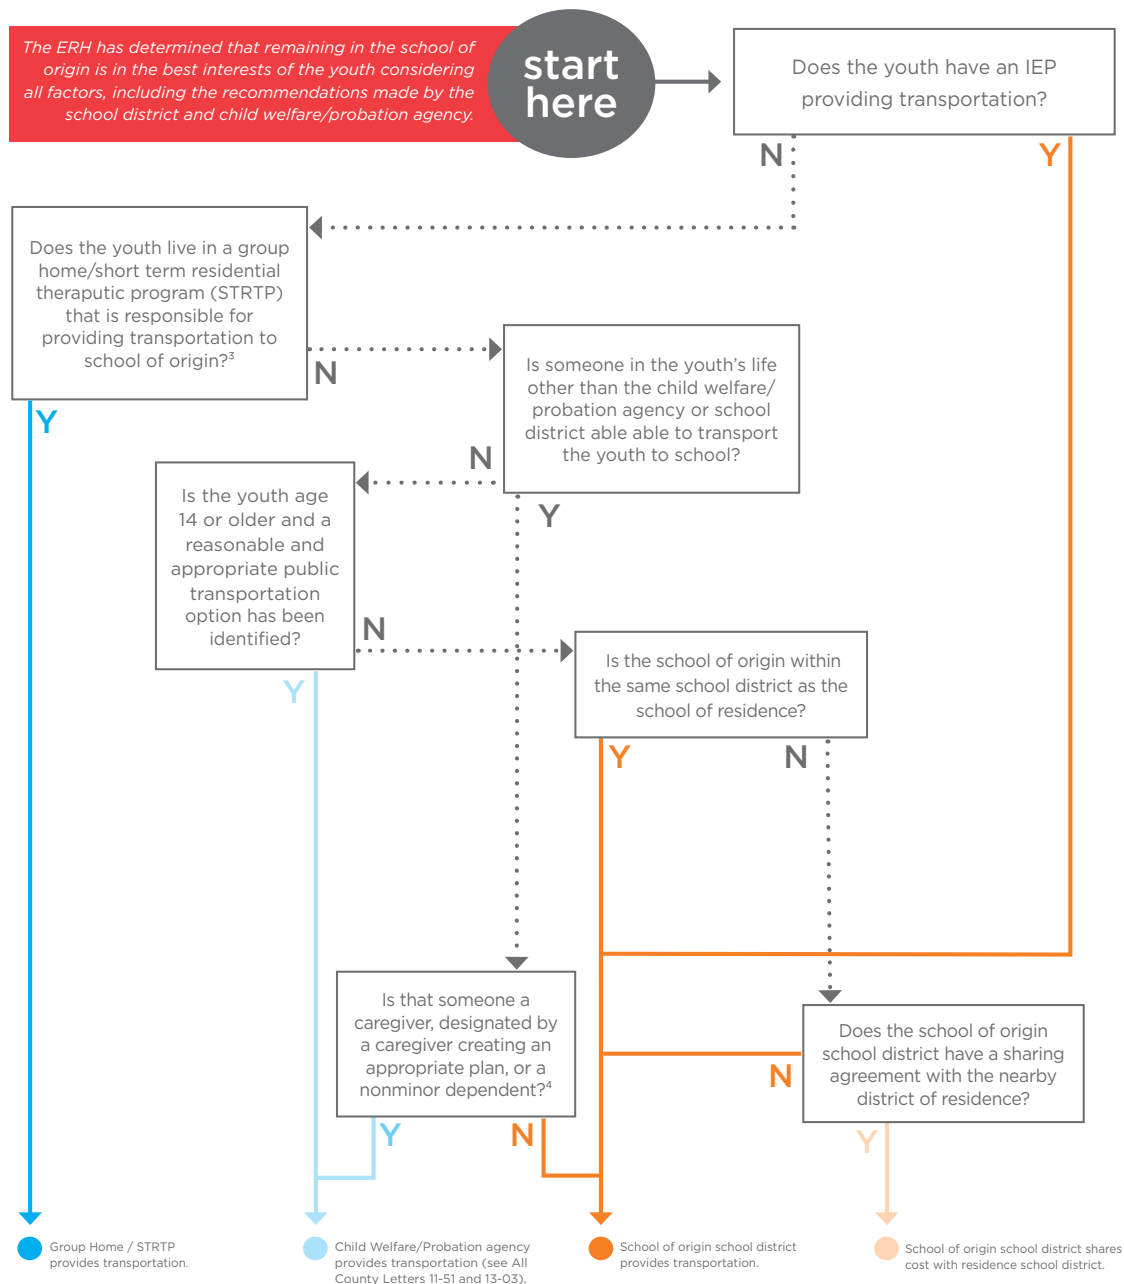 The ERH has determined that remaining in the school of
origin is in the best interests of the youth considering
all factors, including the recommendations made by the
school district and child welfare/probation agency.
start
here
Does the youth have an IEP
providing transportation?
N
Y
Does the youth live in a group
home/short term residential
theraputic program (STRTP)
that is responsible for
providing transportation to
school of origin?³
N
Y
Is someone in the youth's life
other than the child welfare/
probation agency or school
district able able to transport
the youth to school?
N
Y
Is the youth age
14 or older and a
reasonable and
appropriate public
transportation
option has been
identified?
N
Y
Is the school of origin within
the same school district as the
school of residence?
Y
N
Is that someone a
caregiver, designated by
a caregiver creating an
appropriate plan, or a
nonminor dependent?⁴
Y
N
Does the school of origin
school district have a sharing
agreement with the nearby
district of residence?
N
Y
Group Home / STRTP
provides transportation.
Child Welfare/Probation agency
provides transportation (see All
County Letters 11-51 and 13-03).
School of origin school district
provides transportation.
School of origin school district shares
cost with residence school district.